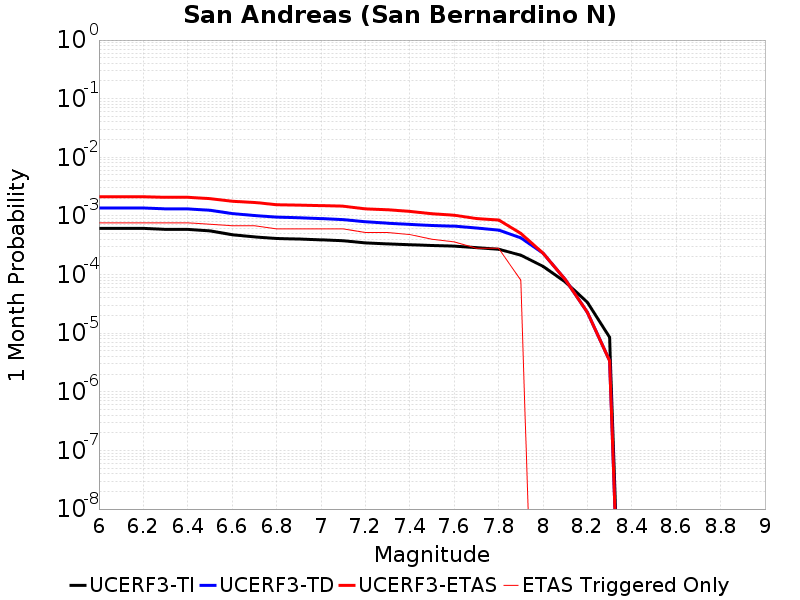 San Andreas (San Bernardino N)
10^0
10^-1
10^-2
10^-3
10^-4
10^-5
10^-6
10^-7
10^-8
1 Month Probability
6 6.2 6.4 6.6 6.8 7 7.2 7.4 7.6 7.8 8 8.2 8.4 8.6 8.8 9
Magnitude
UCERF3-TI UCERF3-TD UCERF3-ETAS ETAS Triggered Only